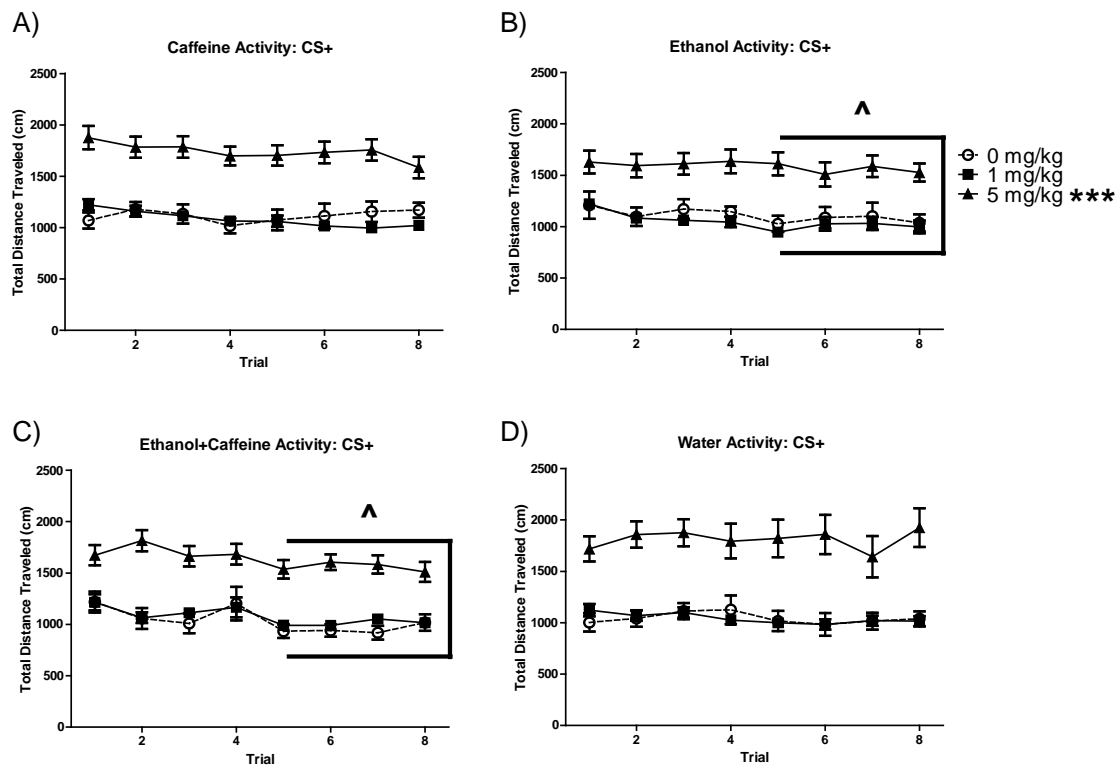 A)
Caffeine Activity: CS+
Total Distance Traveled (cm)
2500
2000
1500
1000
500
0
2 4 6 8
Trial
B)
Ethanol Activity: CS+
Total Distance Traveled (cm)
2500
2000
1500
1000
500
0
^
2 4 6 8
Trial
0 mg/kg
1 mg/kg
5 mg/kg ***
C)
Ethanol+Caffeine Activity: CS+
Total Distance Traveled (cm)
2500
2000
1500
1000
500
0
^
2 4 6 8
Trial
D)
Water Activity: CS+
Total Distance Traveled (cm)
2500
2000
1500
1000
500
0
2 4 6 8
Trial